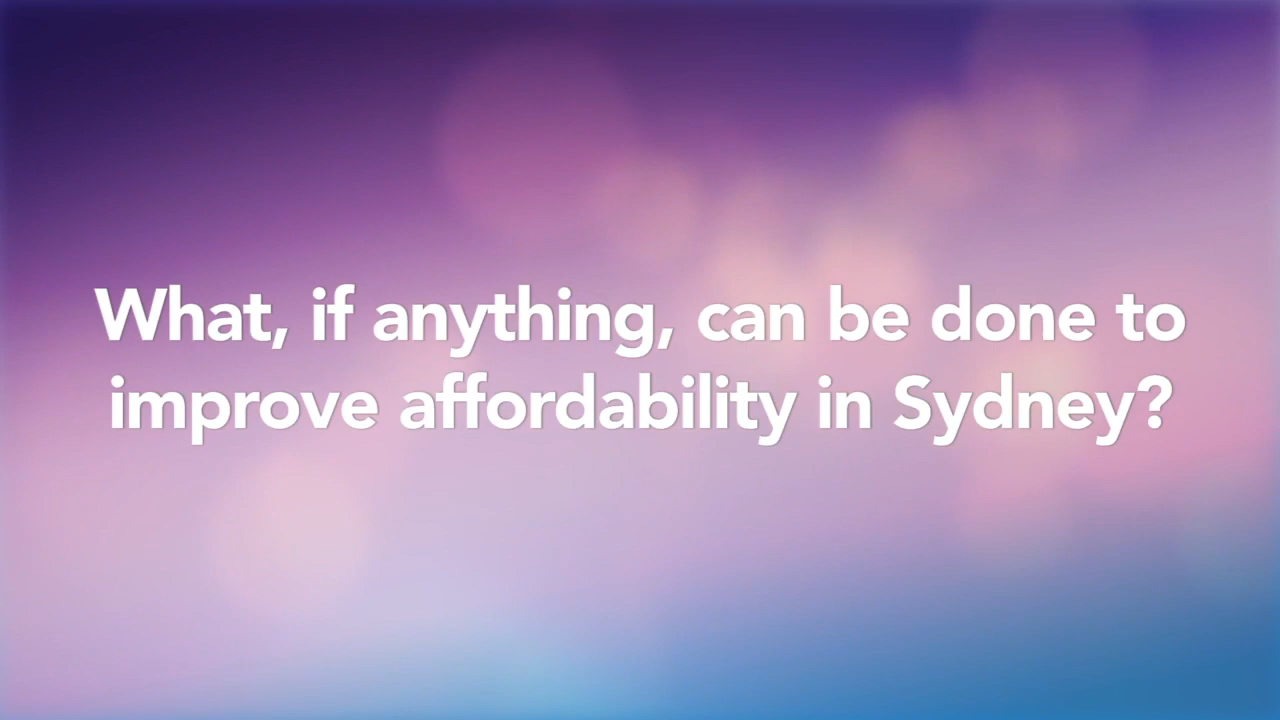 What, if anything, can be done to
improve affordability in Sydney?